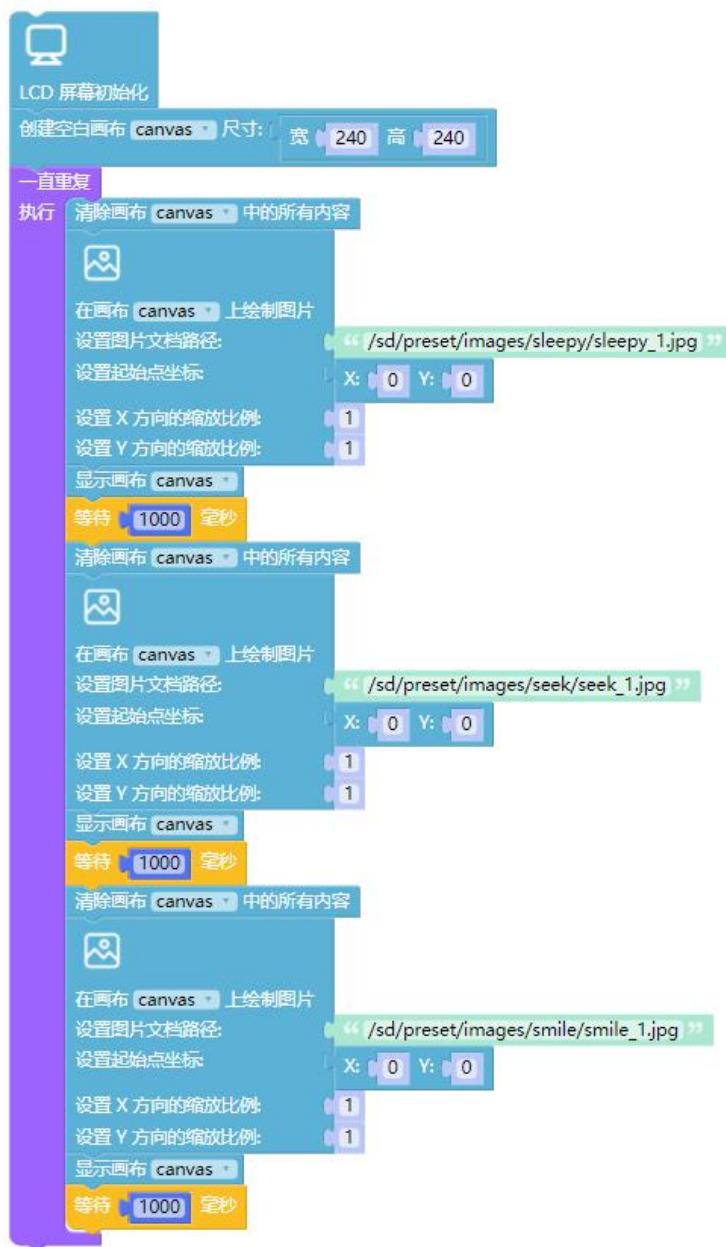 LCD 屏幕初始化
创建空白画布 canvas 尺寸: 宽 240 高 240
一直重复
执行 清除画布 canvas 中的所有内容
在画布 canvas 上绘制图片
设置图片文档路径: “ /sd/preset/images/sleepy/sleepy_1.jpg ”
设置起始点坐标: X: 0 Y: 0
设置 X 方向的缩放比例: 1
设置 Y 方向的缩放比例: 1
显示画布 canvas
等待 1000 毫秒
清除画布 canvas 中的所有内容
在画布 canvas 上绘制图片
设置图片文档路径: “ /sd/preset/images/seek/seek_1.jpg ”
设置起始点坐标: X: 0 Y: 0
设置 X 方向的缩放比例: 1
设置 Y 方向的缩放比例: 1
显示画布 canvas
等待 1000 毫秒
清除画布 canvas 中的所有内容
在画布 canvas 上绘制图片
设置图片文档路径: “ /sd/preset/images/smile/smile_1.jpg ”
设置起始点坐标: X: 0 Y: 0
设置 X 方向的缩放比例: 1
设置 Y 方向的缩放比例: 1
显示画布 canvas
等待 1000 毫秒